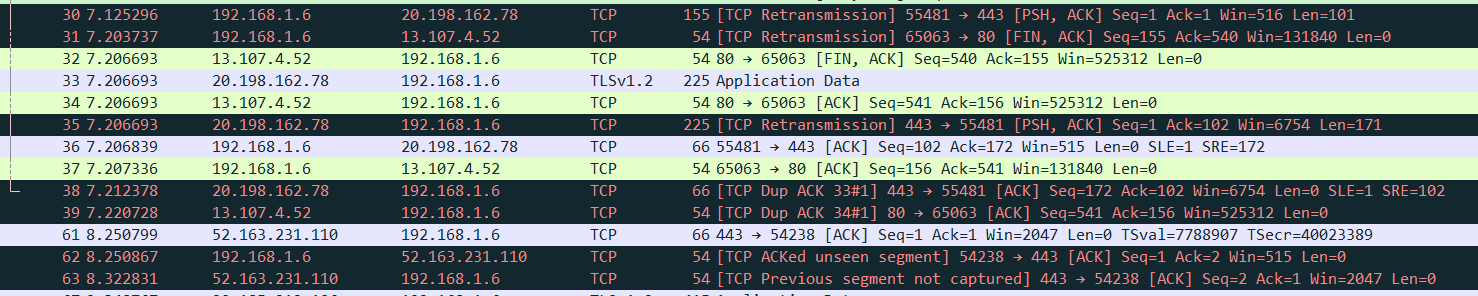 30 7.125296 192.168.1.6 20.198.162.78 TCP 155 [TCP Retransmission] 55481 → 443 [PSH, ACK] Seq=1 Ack=1 Win=516 Len=101
31 7.203737 192.168.1.6 13.107.4.52 TCP 54 [TCP Retransmission] 65063 → 80 [FIN, ACK] Seq=155 Ack=540 Win=131840 Len=0
32 7.206693 13.107.4.52 192.168.1.6 TCP 54 80 → 65063 [FIN, ACK] Seq=540 Ack=155 Win=525312 Len=0
33 7.206693 20.198.162.78 192.168.1.6 TLSv1.2 225 Application Data
34 7.206693 13.107.4.52 192.168.1.6 TCP 54 80 → 65063 [ACK] Seq=541 Ack=156 Win=525312 Len=0
35 7.206693 20.198.162.78 192.168.1.6 TCP 225 [TCP Retransmission] 443 → 55481 [PSH, ACK] Seq=1 Ack=102 Win=6754 Len=171
36 7.206839 192.168.1.6 20.198.162.78 TCP 66 55481 → 443 [ACK] Seq=102 Ack=172 Win=515 Len=0 SLE=1 SRE=172
37 7.207336 192.168.1.6 13.107.4.52 TCP 54 65063 → 80 [ACK] Seq=156 Ack=541 Win=131840 Len=0
38 7.212378 20.198.162.78 192.168.1.6 TCP 66 [TCP Dup ACK 33#1] 443 → 55481 [ACK] Seq=172 Ack=102 Win=6754 Len=0 SLE=1 SRE=102
39 7.220728 13.107.4.52 192.168.1.6 TCP 54 [TCP Dup ACK 34#1] 80 → 65063 [ACK] Seq=541 Ack=156 Win=525312 Len=0
61 8.250799 52.163.231.110 192.168.1.6 TCP 66 443 → 54238 [ACK] Seq=1 Ack=1 Win=2047 Len=0 TSval=7788907 TSecr=40023389
62 8.250867 192.168.1.6 52.163.231.110 TCP 54 [TCP ACKed unseen segment] 54238 → 443 [ACK] Seq=1 Ack=2 Win=515 Len=0
63 8.322831 52.163.231.110 192.168.1.6 TCP 54 [TCP Previous segment not captured] 443 → 54238 [ACK] Seq=2 Ack=1 Win=2047 Len=0